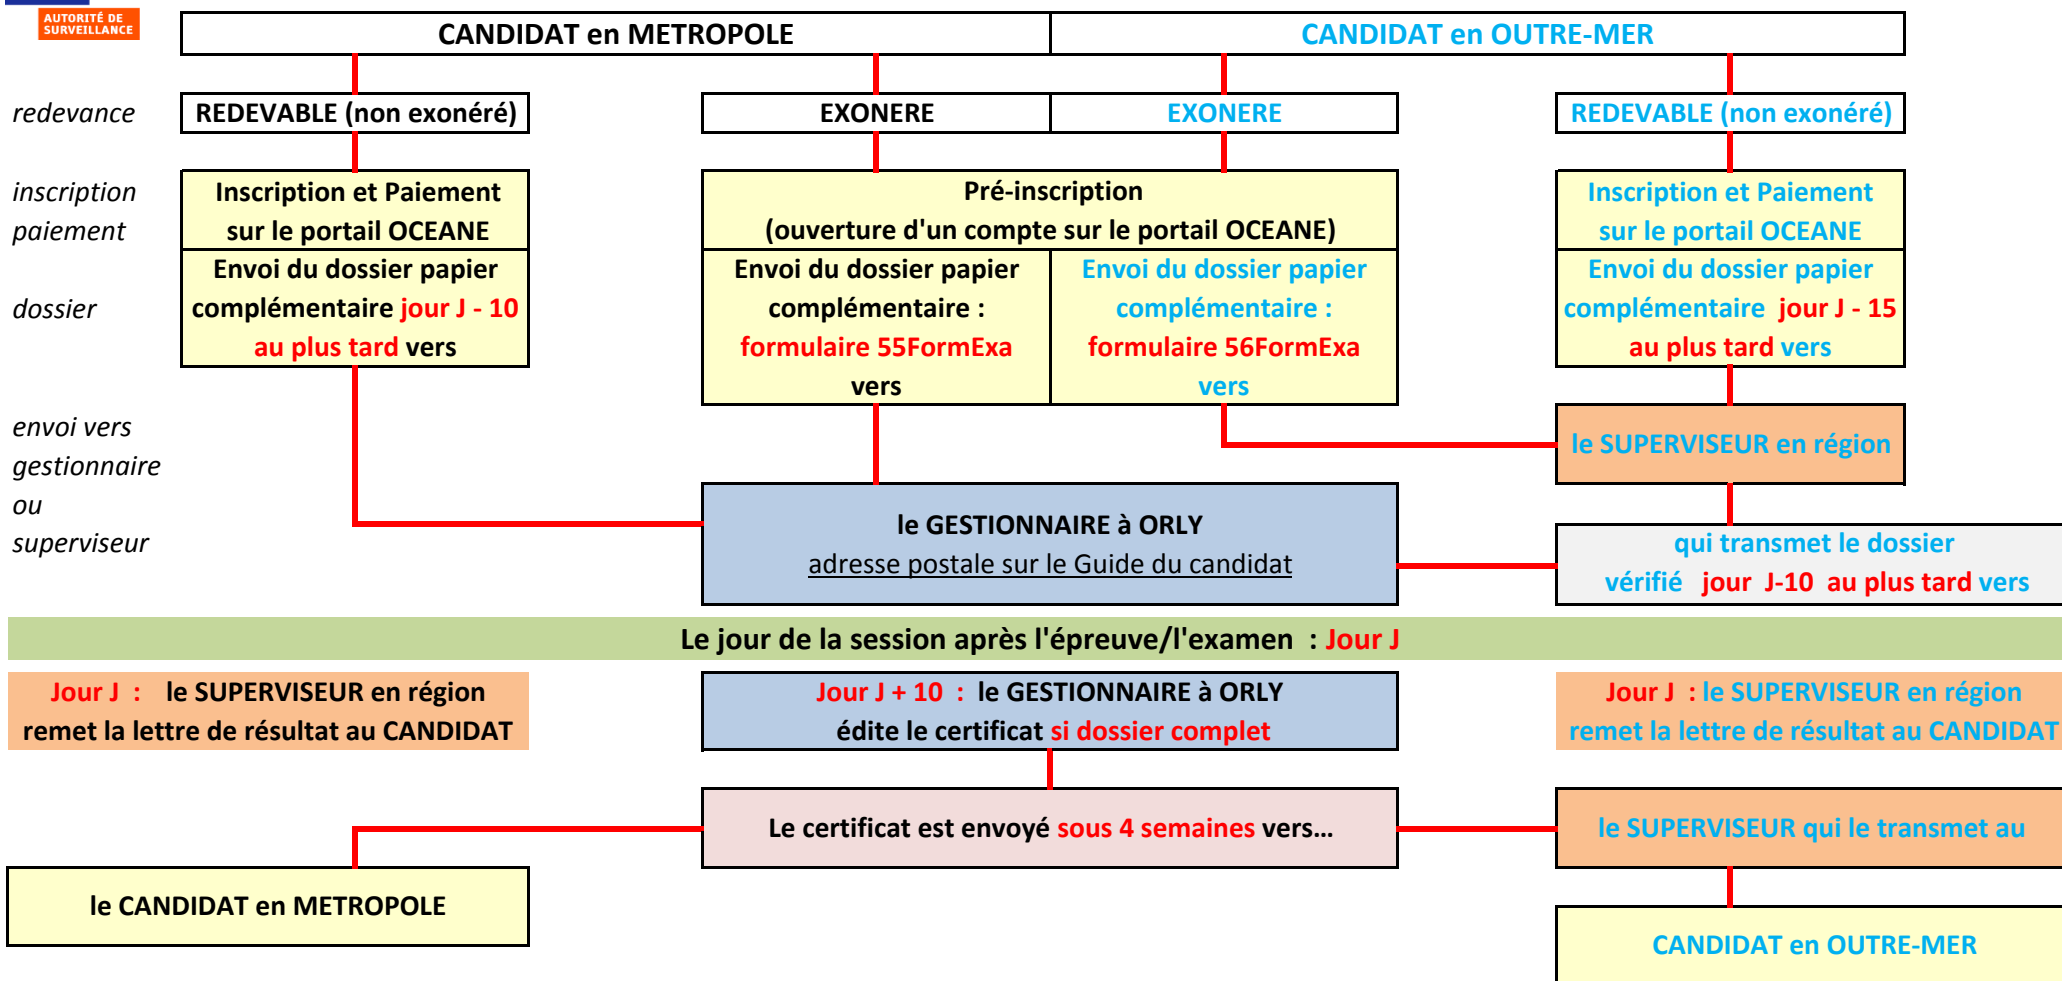 AUTORITÉ DE
SURVEILLANCE
CANDIDAT en METROPOLE
CANDIDAT en OUTRE-MER
redevance
REDEVABLE (non exonéré)
EXONERE
EXONERE
REDEVABLE (non exonéré)
inscription
paiement
Inscription et Paiement
sur le portail OCEANE
Pré-inscription
(ouverture d'un compte sur le portail OCEANE)
Inscription et Paiement
sur le portail OCEANE
dossier
Envoi du dossier papier
complémentaire jour J - 10
au plus tard vers
Envoi du dossier papier
complémentaire :
formulaire 55FormExa
vers
Envoi du dossier papier
complémentaire :
formulaire 56FormExa
vers
Envoi du dossier papier
complémentaire jour J - 15
au plus tard vers
envoi vers
gestionnaire
ou
superviseur
le SUPERVISEUR en région
le GESTIONNAIRE à ORLY
adresse postale sur le Guide du candidat
qui transmet le dossier
vérifié jour J-10 au plus tard vers
Le jour de la session après l'épreuve/l'examen : Jour J
Jour J : le SUPERVISEUR en région
remet la lettre de résultat au CANDIDAT
Jour J + 10 : le GESTIONNAIRE à ORLY
édite le certificat si dossier complet
Jour J : le SUPERVISEUR en région
remet la lettre de résultat au CANDIDAT
Le certificat est envoyé sous 4 semaines vers...
le SUPERVISEUR qui le transmet au
le CANDIDAT en METROPOLE
CANDIDAT en OUTRE-MER